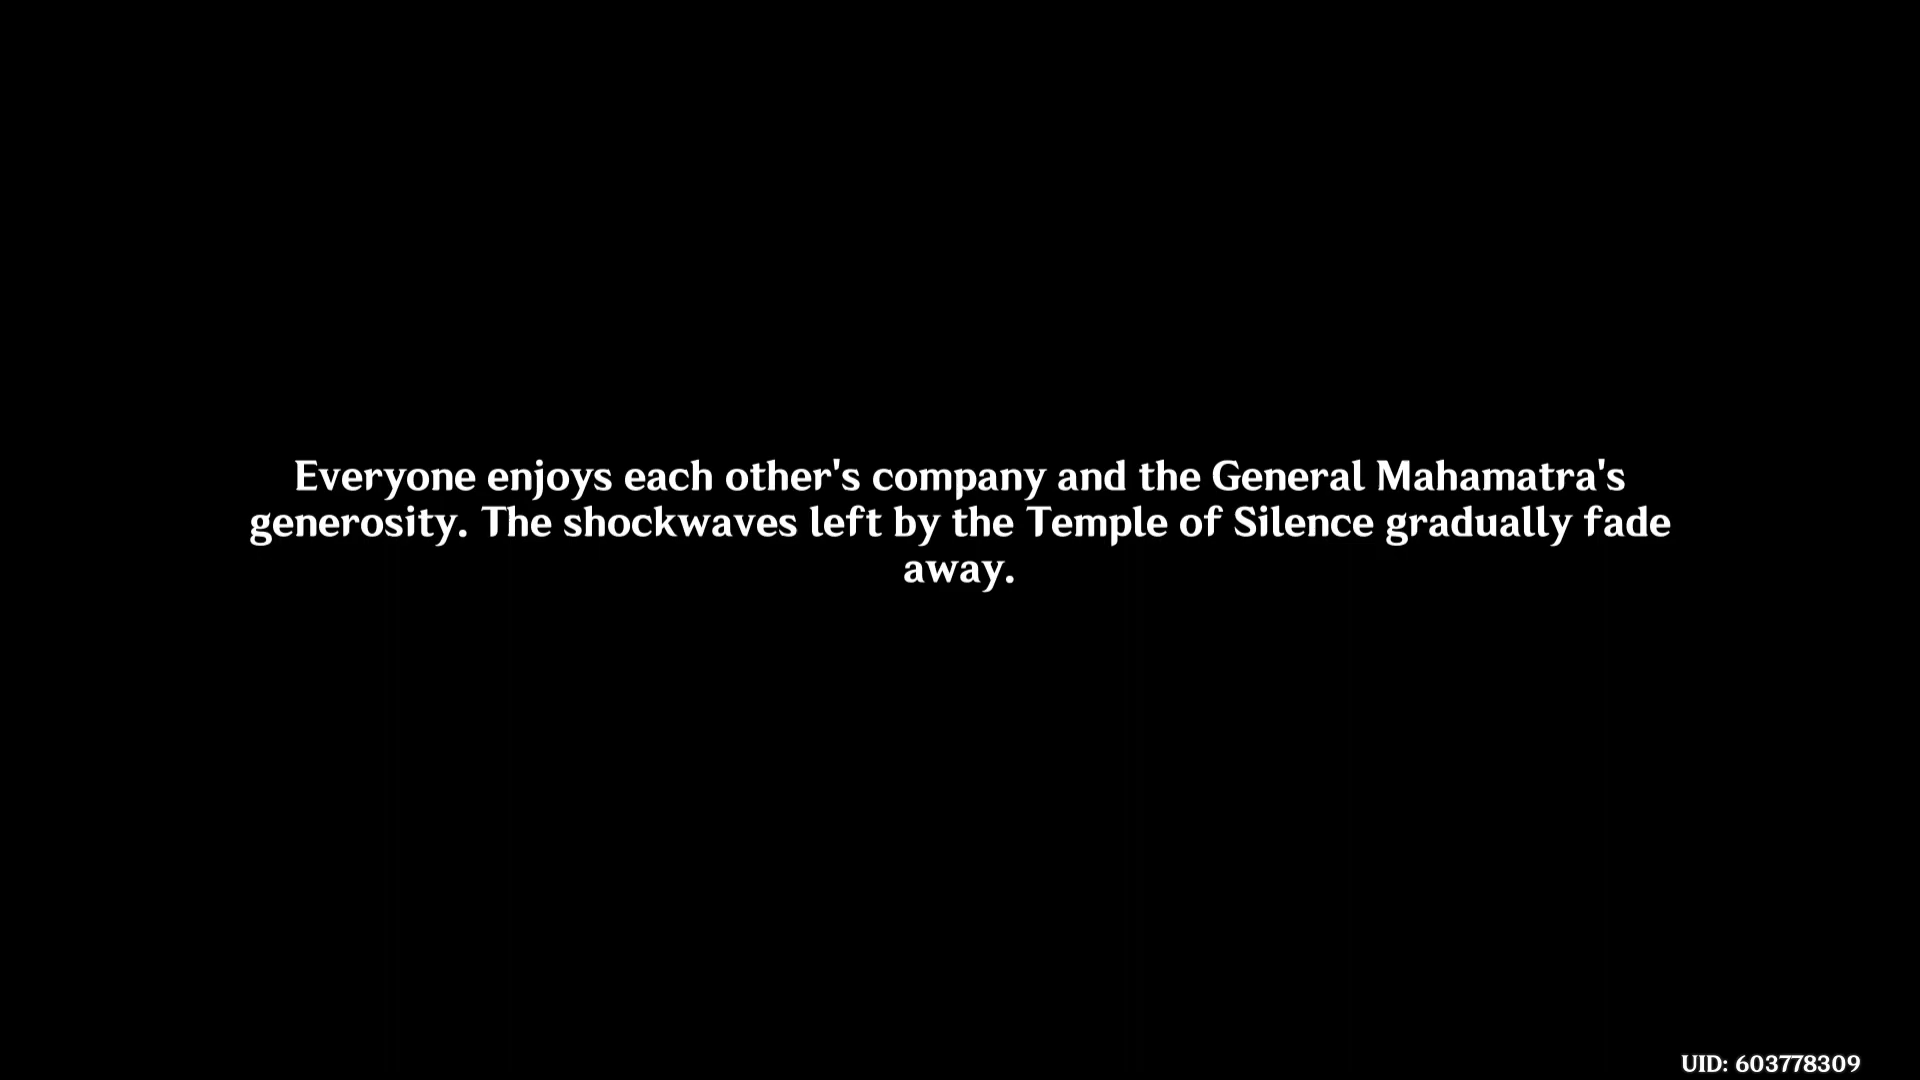 Everyone enjoys each other's company and the General Mahamatra's
generosity. The shockwaves left by the Temple of Silence gradually fade
away.
UID: 603778309